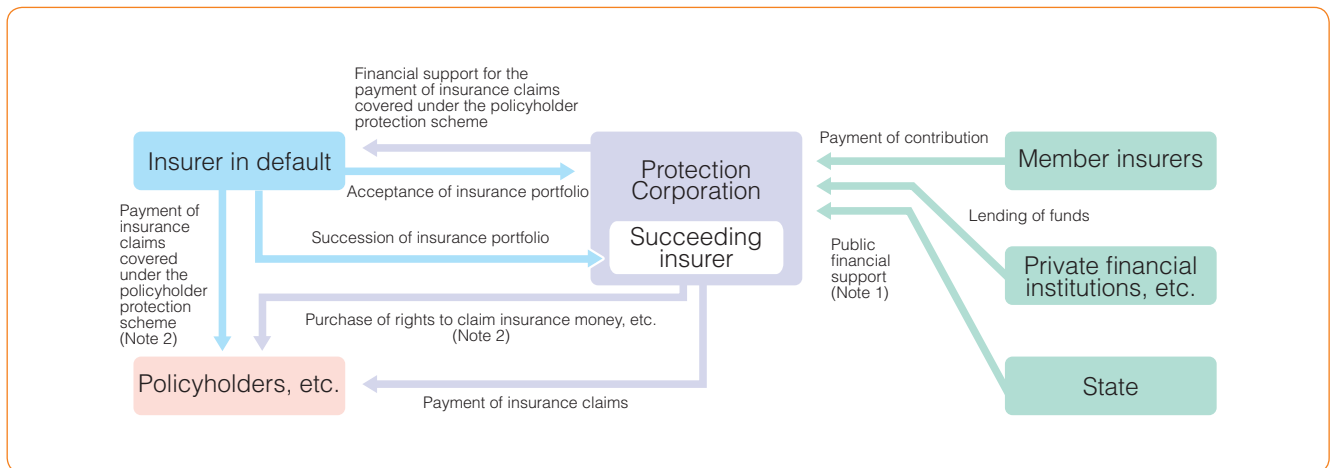 Financial support for the
payment of insurance claims
covered under the policyholder
protection scheme
Insurer in default
Acceptance of insurance portfolio
Protection
Corporation
Payment of contribution
Member insurers
Payment of
insurance
claims
covered
under the
policyholder
protection
scheme
(Note 2)
Succession of insurance portfolio
Succeeding
insurer
Lending of funds
Public
financial
support
(Note 1)
Private financial
institutions, etc.
Purchase of rights to claim insurance money, etc.
(Note 2)
Policyholders, etc.
Payment of insurance claims
State